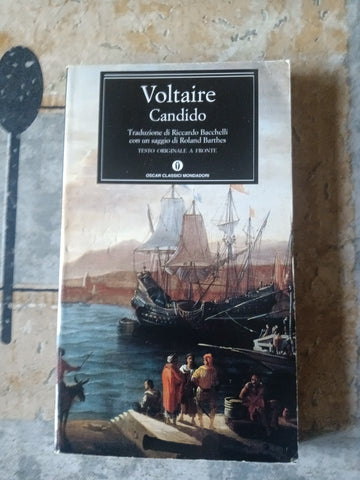 Voltaire
Candido
Traduzione di Riccardo Bacchelli
con un saggio di Roland Barthes
TESTO ORIGINALE A FRONTE
OSCAR CLASSICI MONDADORI